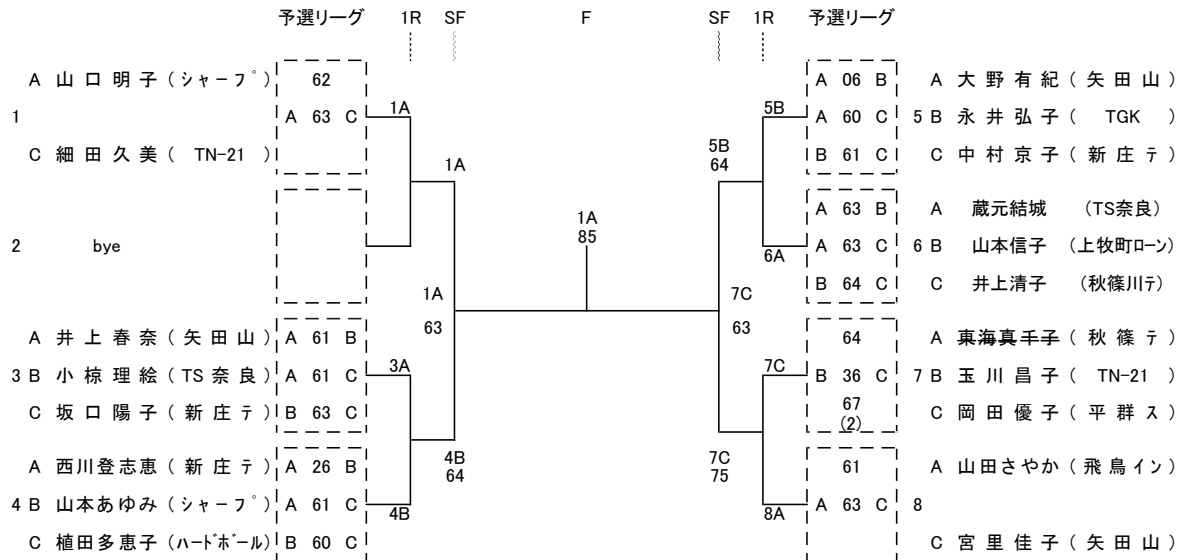 予選リーグ 1R SF F SF 1R 予選リーグ
A 山口明子(シャープ) 62
1 A 63 C 1A
C 細田久美( TN-21 )
1A
2 bye
1A
63
A 井上春奈(矢田山) A 61 B
3 B 小椋理絵(TS奈良) A 61 C 3A
C 坂口陽子(新庄テ) B 63 C
4B
64
A 西川登志恵(新庄テ) A 26 B
4 B 山本あゆみ(シャープ) A 61 C 4B
C 植田多恵子(ハードボール) B 60 C
1A
85
A 06 B A 大野有紀(矢田山)
5B A 60 C 5 B 永井弘子( TGK )
B 61 C C 中村京子(新庄テ)
5B
64
A 63 B A 蔵元結城 (TS奈良)
6A A 63 C 6 B 山本信子 (上牧町ローン)
B 64 C C 井上清子 (秋篠川テ)
7C
63
64 A 東海真千子(秋篠テ)
7C B 36 C 7 B 玉川昌子( TN-21 )
67
(2) C 岡田優子(平群ス)
7C
75
61 A 山田さやか(飛鳥イン)
8A A 63 C 8
C 宮里佳子(矢田山)